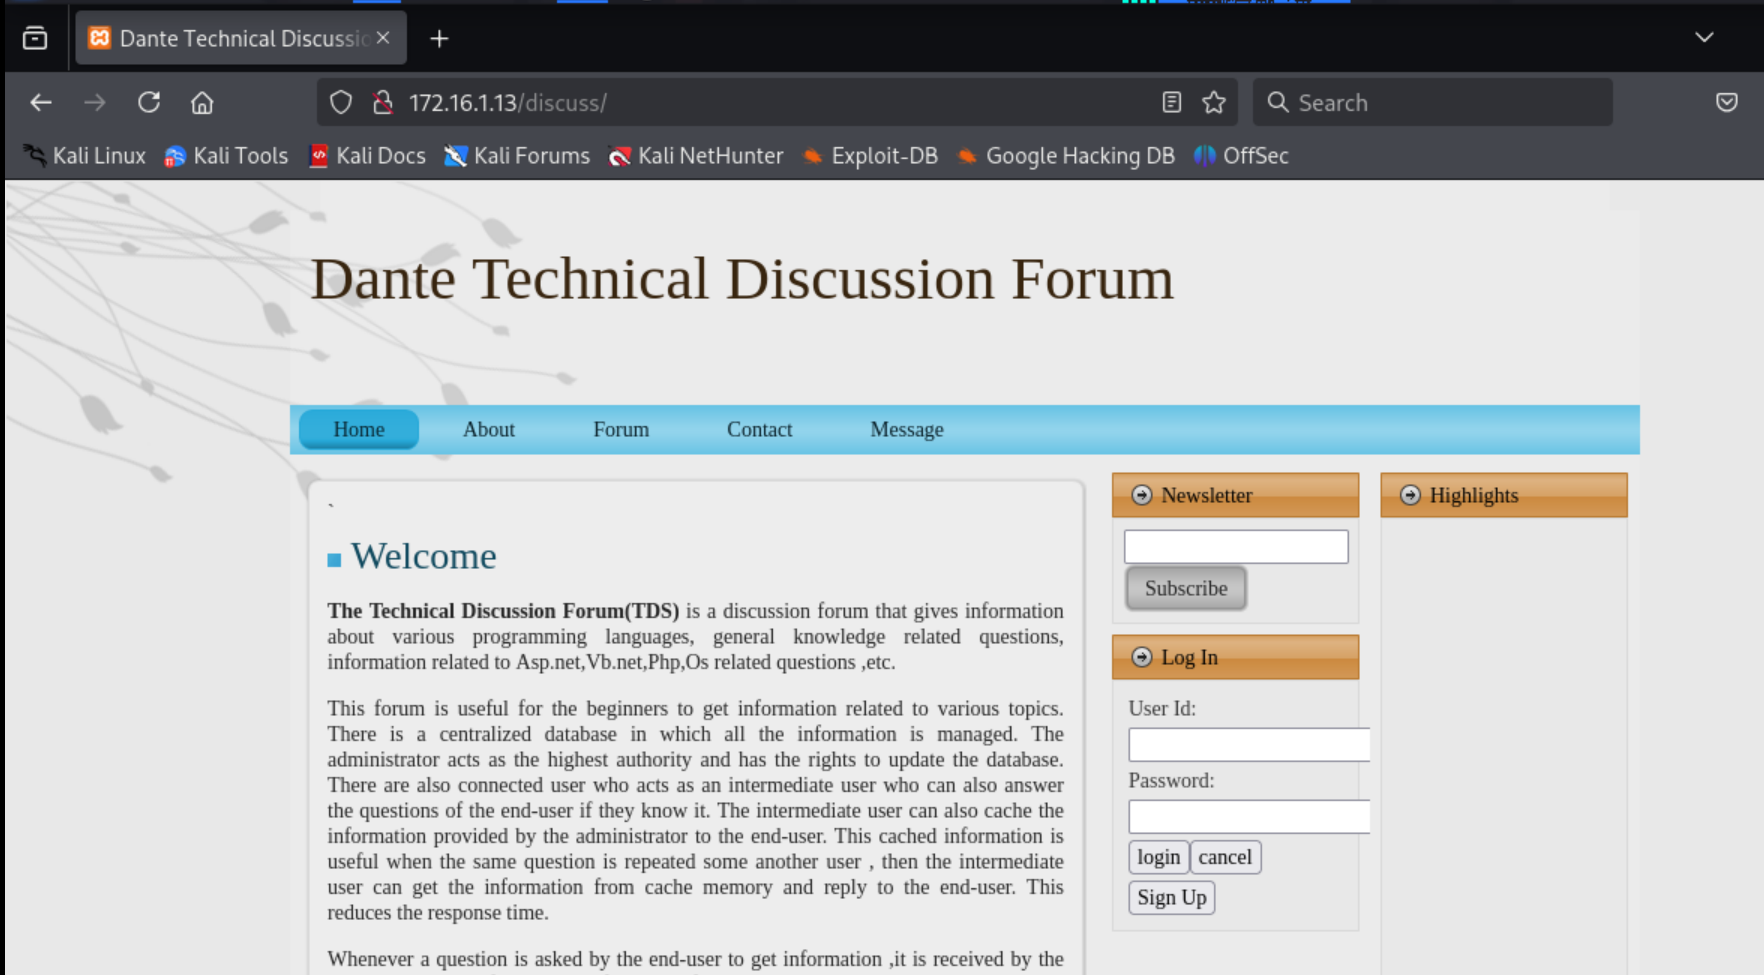 Dante Technical Discussio
172.16.1.13/discuss/
Search
Kali Linux
Kali Tools
Kali Docs
Kali Forums
Kali NetHunter
Exploit-DB
Google Hacking DB
OffSec
Dante Technical Discussion Forum
Home
About
Forum
Contact
Message
`
Welcome
The Technical Discussion Forum(TDS) is a discussion forum that gives information
about various programming languages, general knowledge related questions,
information related to Asp.net,Vb.net,Php,Os related questions ,etc.
This forum is useful for the beginners to get information related to various topics.
There is a centralized database in which all the information is managed. The
administrator acts as the highest authority and has the rights to update the database.
There are also connected user who acts as an intermediate user who can also answer
the questions of the end-user if they know it. The intermediate user can also cache the
information provided by the administrator to the end-user. This cached information is
useful when the same question is repeated some another user , then the intermediate
user can get the information from cache memory and reply to the end-user. This
reduces the response time.
Whenever a question is asked by the end-user to get information ,it is received by the
Newsletter
Subscribe
Log In
User Id:
Password:
login
cancel
Sign Up
Highlights